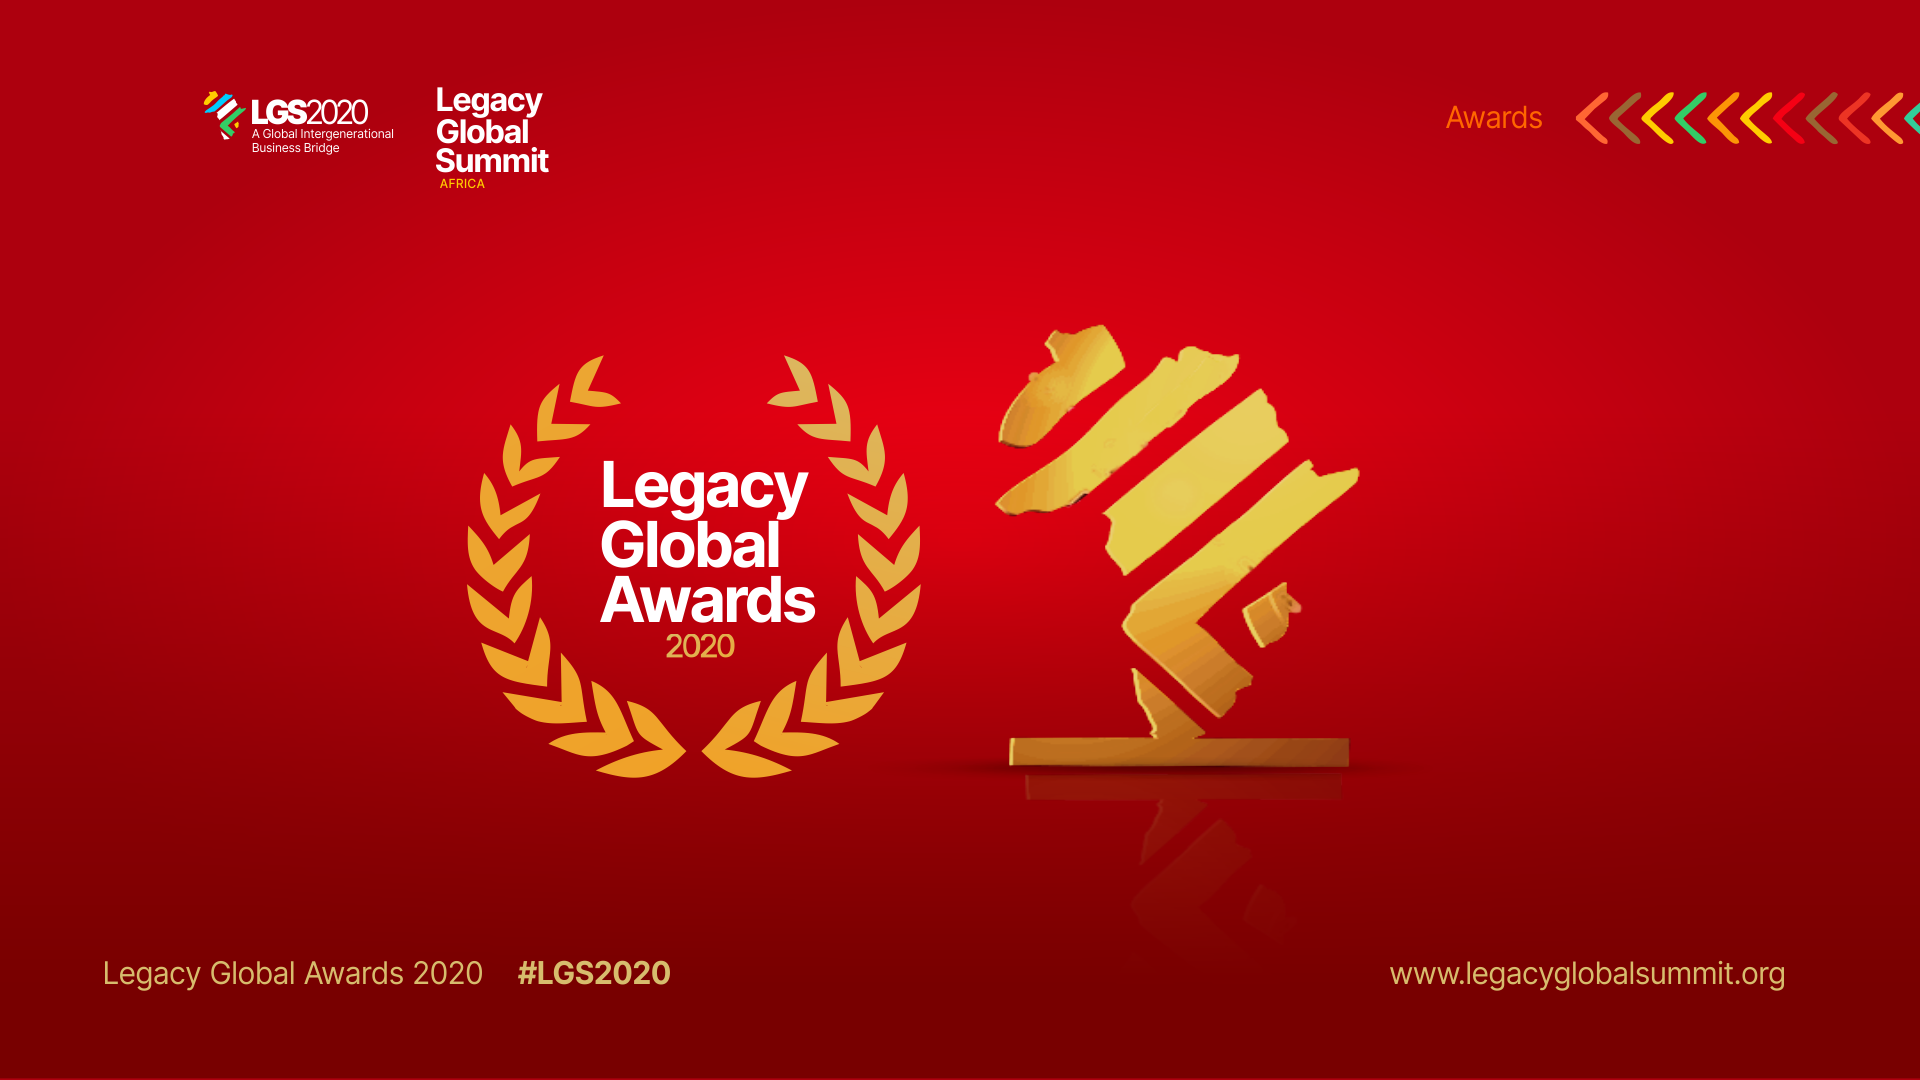 LGS2020
A Global Intergenerational
Business Bridge
Legacy
Global
Summit
AFRICA
Awards
Legacy
Global
Awards
2020
Legacy Global Awards 2020 #LGS2020
www.legacyglobalsummit.org